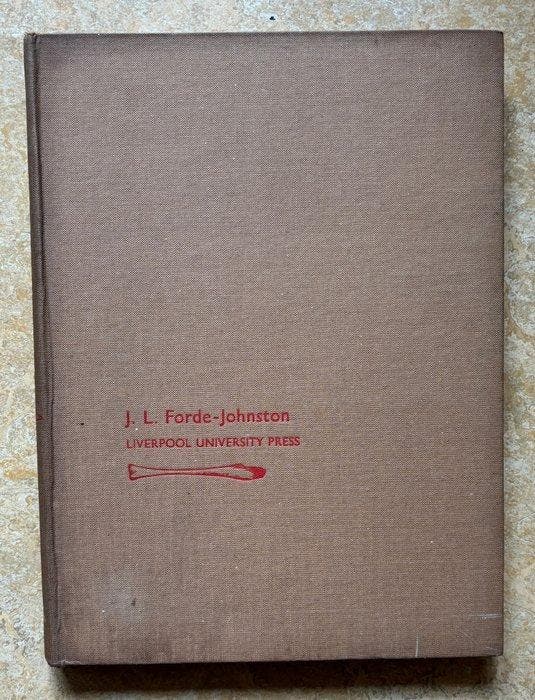 J. L. Forde-Johnston
LIVERPOOL UNIVERSITY PRESS